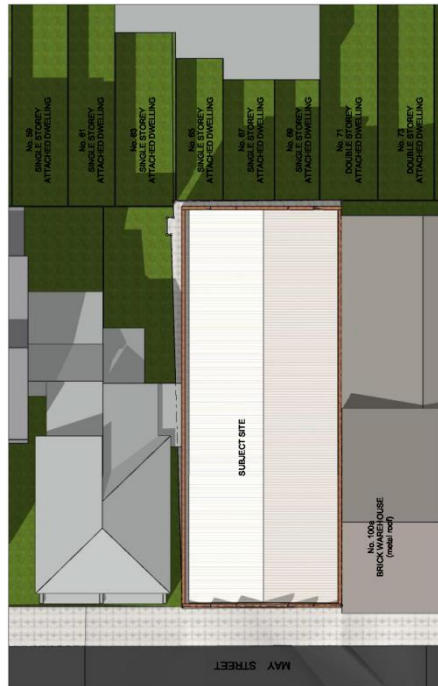 No. 59
SINGLE STOREY
ATTACHED DWELLING
No. 61
SINGLE STOREY
ATTACHED DWELLING
No. 63
SINGLE STOREY
ATTACHED DWELLING
No. 65
SINGLE STOREY
ATTACHED DWELLING
No. 67
SINGLE STOREY
ATTACHED DWELLING
No. 69
SINGLE STOREY
ATTACHED DWELLING
No. 71
DOUBLE STOREY
ATTACHED DWELLING
No. 73
DOUBLE STOREY
ATTACHED DWELLING
SUBJECT SITE
No. 100a
BRICK WAREHOUSE
(metal roof)
MAY STREET